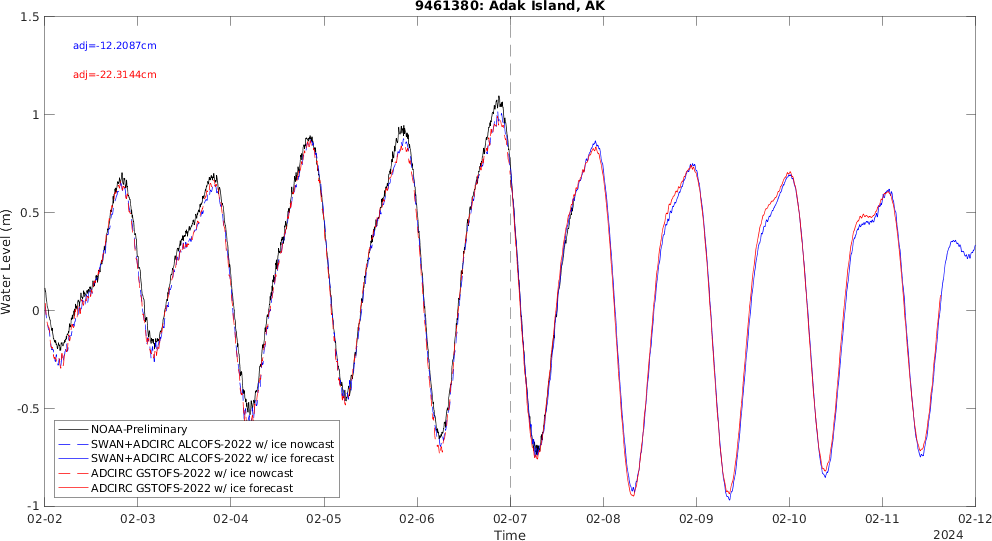 9461380: Adak Island, AK
adj=-12.2087cm
adj=-22.3144cm
Water Level (m)
1.5
1
0.5
0
-0.5
-1
NOAA-Preliminary
SWAN+ADCIRC ALCOFS-2022 w/ ice nowcast
SWAN+ADCIRC ALCOFS-2022 w/ ice forecast
ADCIRC GSTOFS-2022 w/ ice nowcast
ADCIRC GSTOFS-2022 w/ ice forecast
02-02 02-03 02-04 02-05 02-06 02-07 02-08 02-09 02-10 02-11 02-12
Time
2024